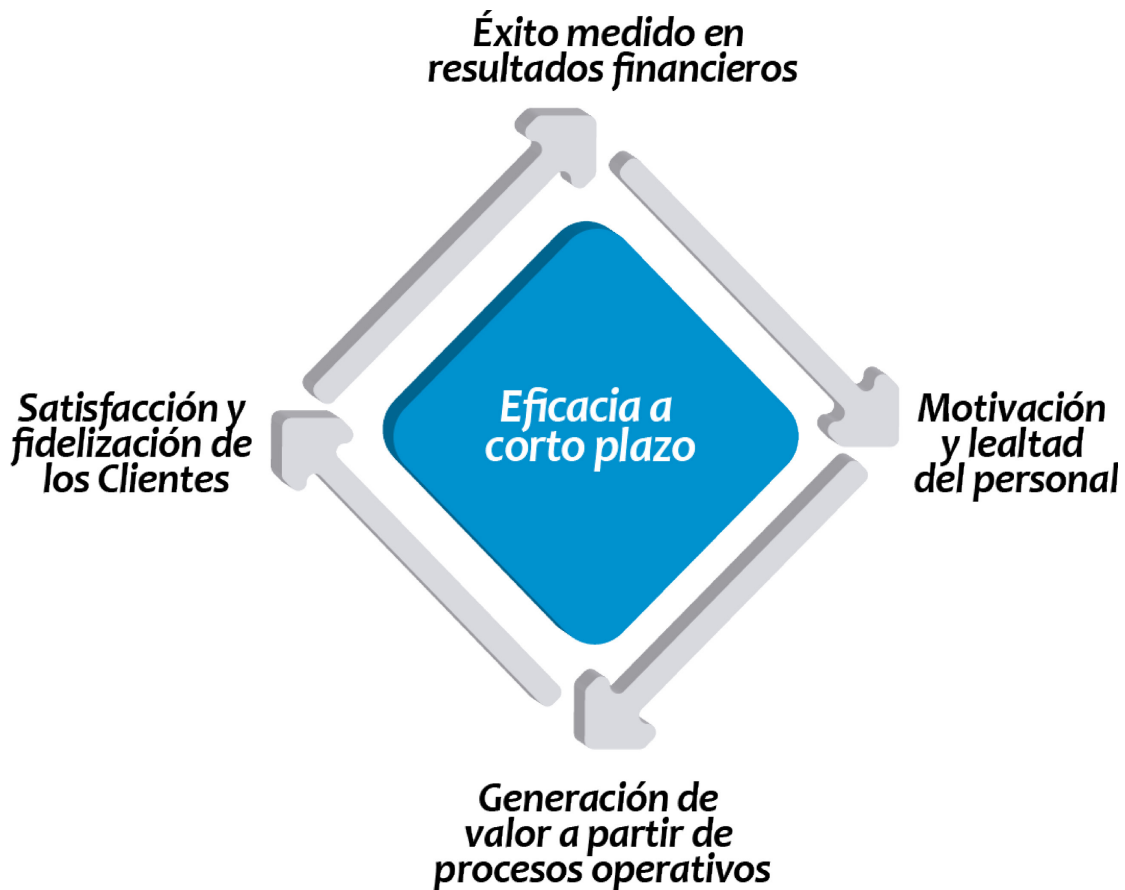 Éxito medido en
resultados financieros
Satisfacción y
fidelización de
los Clientes
Eficacia a
corto plazo
Motivación
y lealtad
del personal
Generación de
valor a partir de
procesos operativos